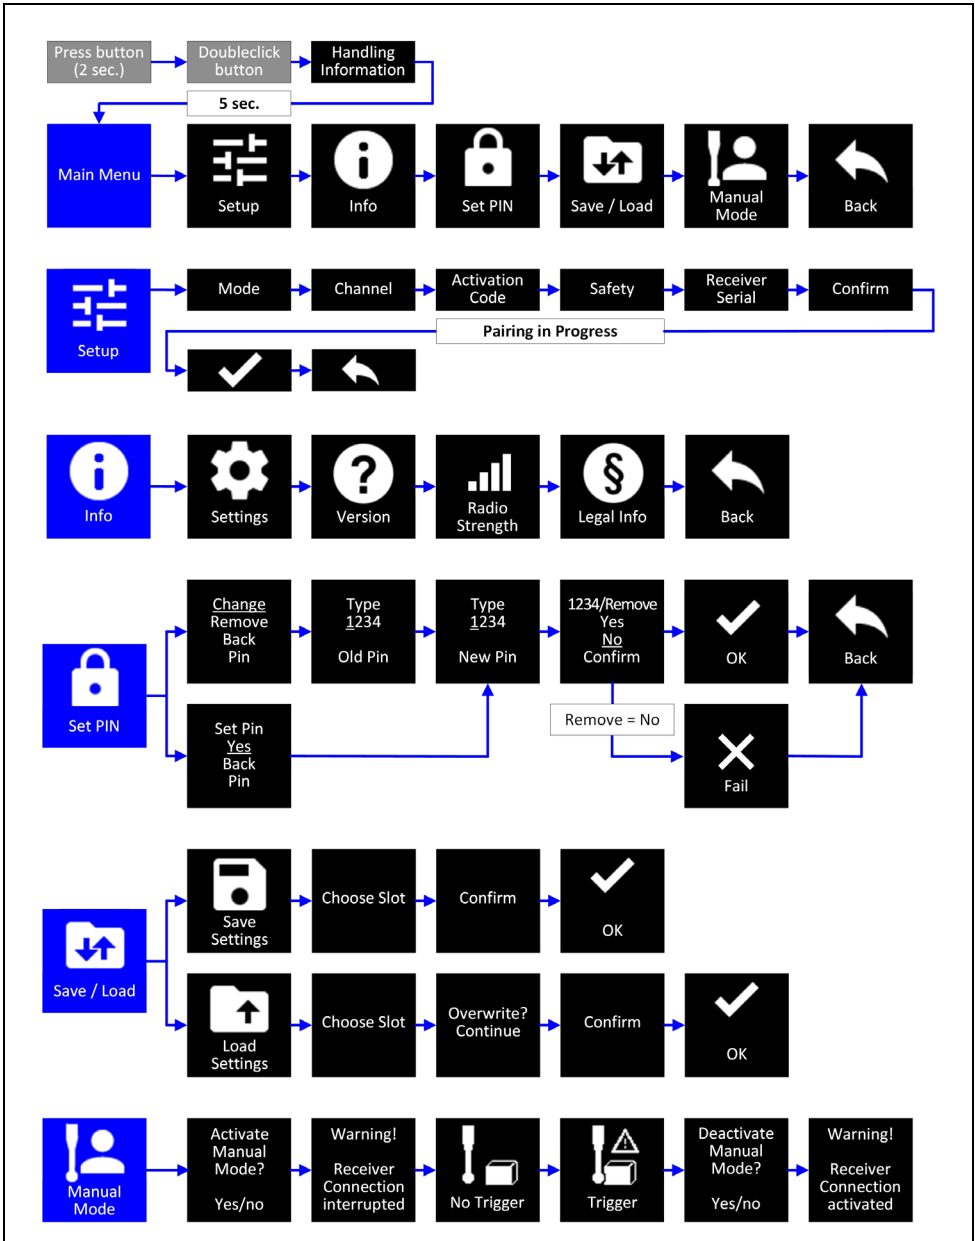 Press button
(2 sec.)
Doubleclick
button
Handling
Information
5 sec.
Main Menu
Setup
Info
Set PIN
Save / Load
Manual
Mode
Back
Setup
Mode
Channel
Activation
Code
Safety
Receiver
Serial
Confirm
Pairing in Progress
Info
Settings
Version
Radio
Strength
§
Legal Info
Back
Set PIN
Change
Remove
Back
Pin
Type
1234
Old Pin
Type
1234
New Pin
1234/Remove
Yes
No
Confirm
OK
Back
Set Pin
Yes
Back
Pin
Remove = No
Fail
Save / Load
Save
Settings
Choose Slot
Confirm
OK
Load
Settings
Choose Slot
Overwrite?
Continue
Confirm
OK
Manual
Mode
Activate
Manual
Mode?
Yes/no
Warning!
Receiver
Connection
interrupted
No Trigger
Trigger
Deactivate
Manual
Mode?
Yes/no
Warning!
Receiver
Connection
activated